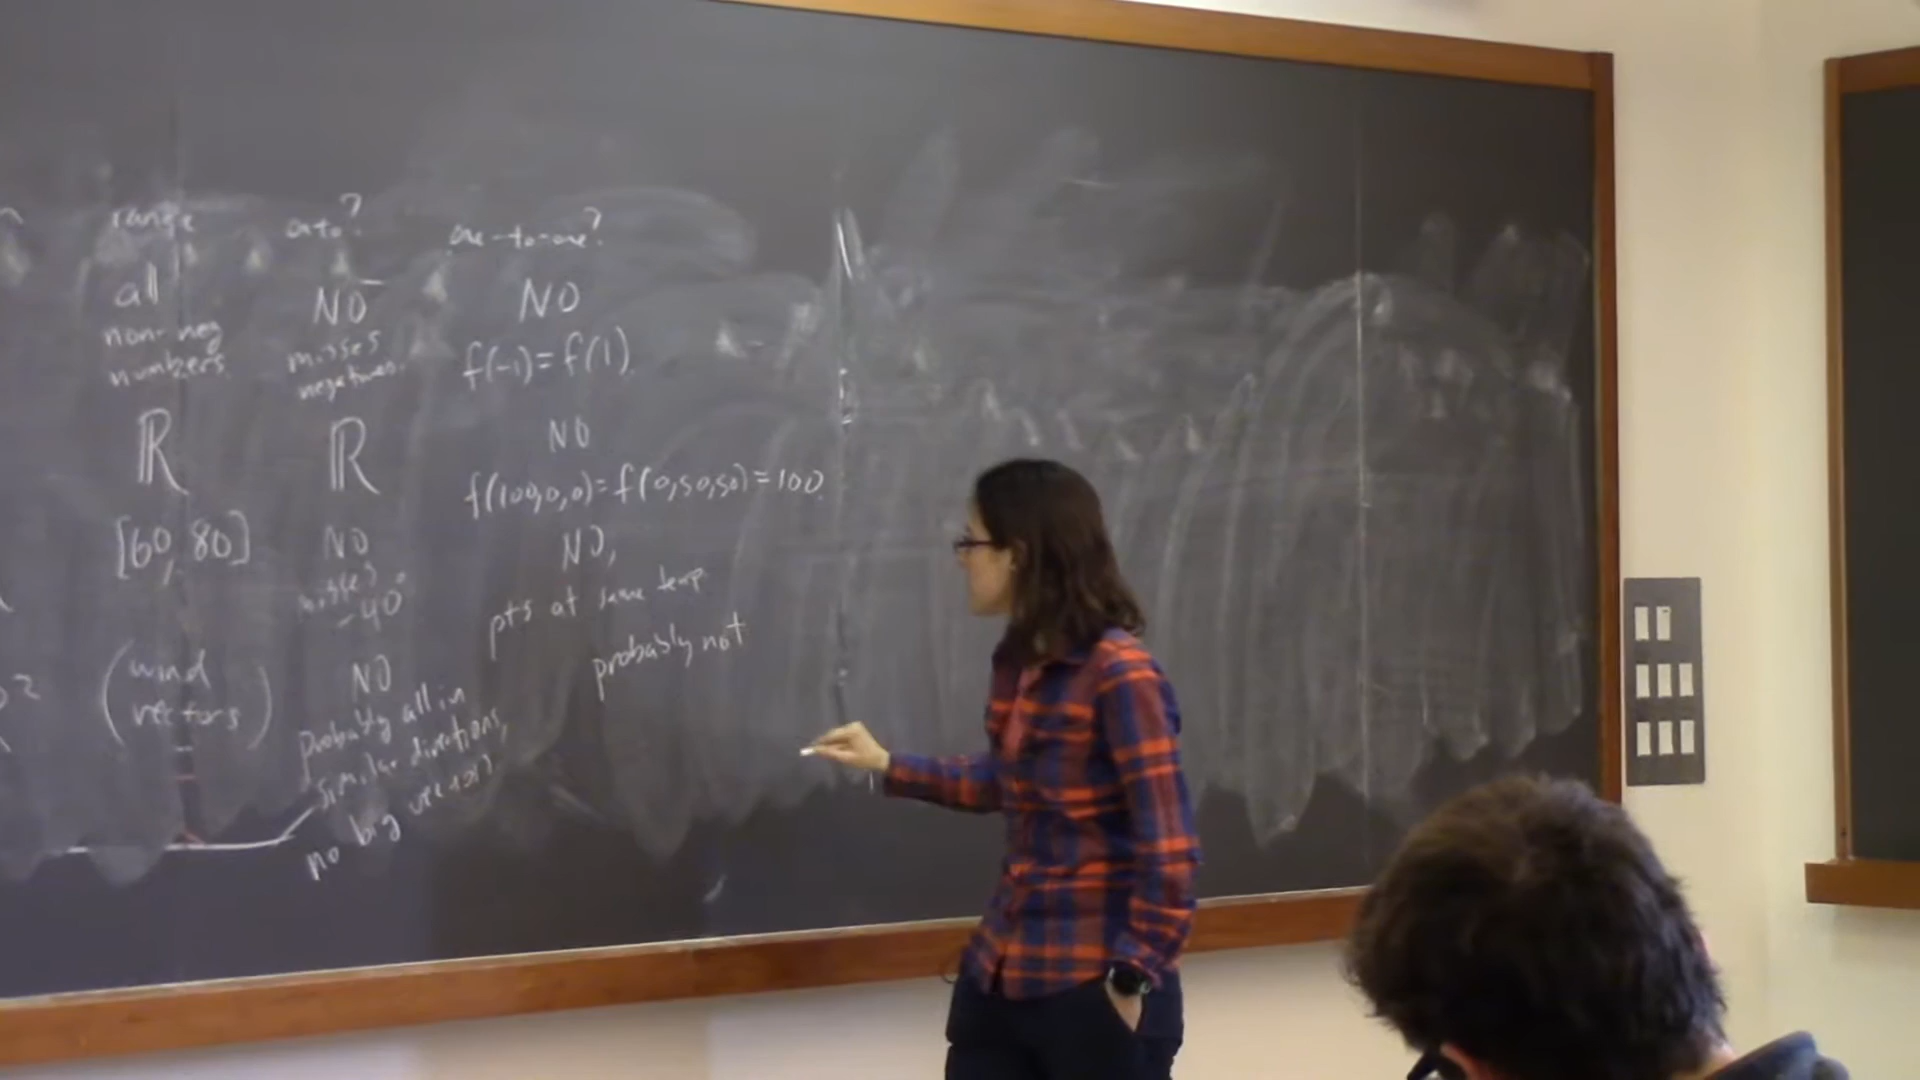 range onto? one-to-one?
all NO NO
non-neg misses f(-1)=f(1).
numbers. negatives.
ℝ ℝ NO
f(100,0,0)=f(0,50,50)=100.
[60, 80] NO NO,
misses pts at same temp
-40°
probably not
(wind NO
vectors)
probably all in
similar directions,
no big vectors